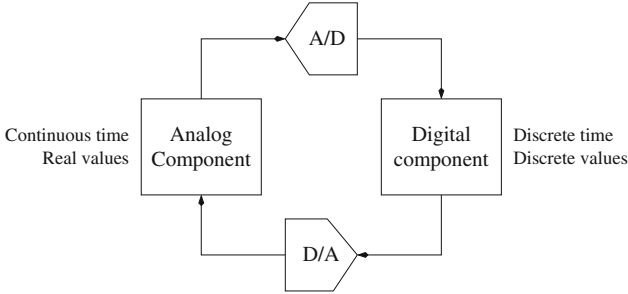 A/D
Continuous time
Real values
Analog
Component
Digital
component
Discrete time
Discrete values
D/A